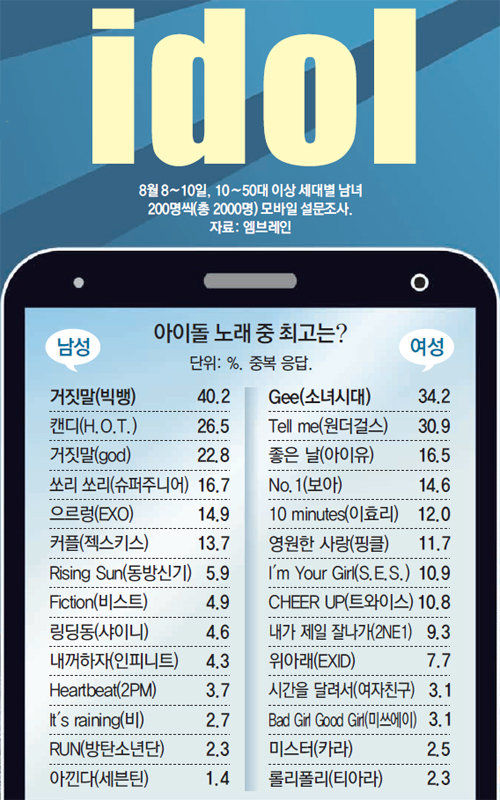 idol
8월 8~10일, 10~50대 이상 세대별 남녀
200명씩(총 2000명) 모바일 설문조사.
자료: 엠브레인
아이돌 노래 중 최고는?
단위: %. 중복 응답.
남성
거짓말(빅뱅) 40.2
캔디(H.O.T.) 26.5
거짓말(god) 22.8
쏘리 쏘리(슈퍼주니어) 16.7
으르렁(EXO) 14.9
커플(젝스키스) 13.7
Rising Sun(동방신기) 5.9
Fiction(비스트) 4.9
링딩동(샤이니) 4.6
내꺼하자(인피니트) 4.3
Heartbeat(2PM) 3.7
It's raining(비) 2.7
RUN(방탄소년단) 2.3
아낀다(세븐틴) 1.4
여성
Gee(소녀시대) 34.2
Tell me(원더걸스) 30.9
좋은 날(아이유) 16.5
No.1(보아) 14.6
10 minutes(이효리) 12.0
영원한 사랑(핑클) 11.7
I'm Your Girl(S.E.S.) 10.9
CHEER UP(트와이스) 10.8
내가 제일 잘나가(2NE1) 9.3
위아래(EXID) 7.7
시간을 달려서(여자친구) 3.1
Bad Girl Good Girl(미쓰에이) 3.1
미스터(카라) 2.5
롤리폴리(티아라) 2.3